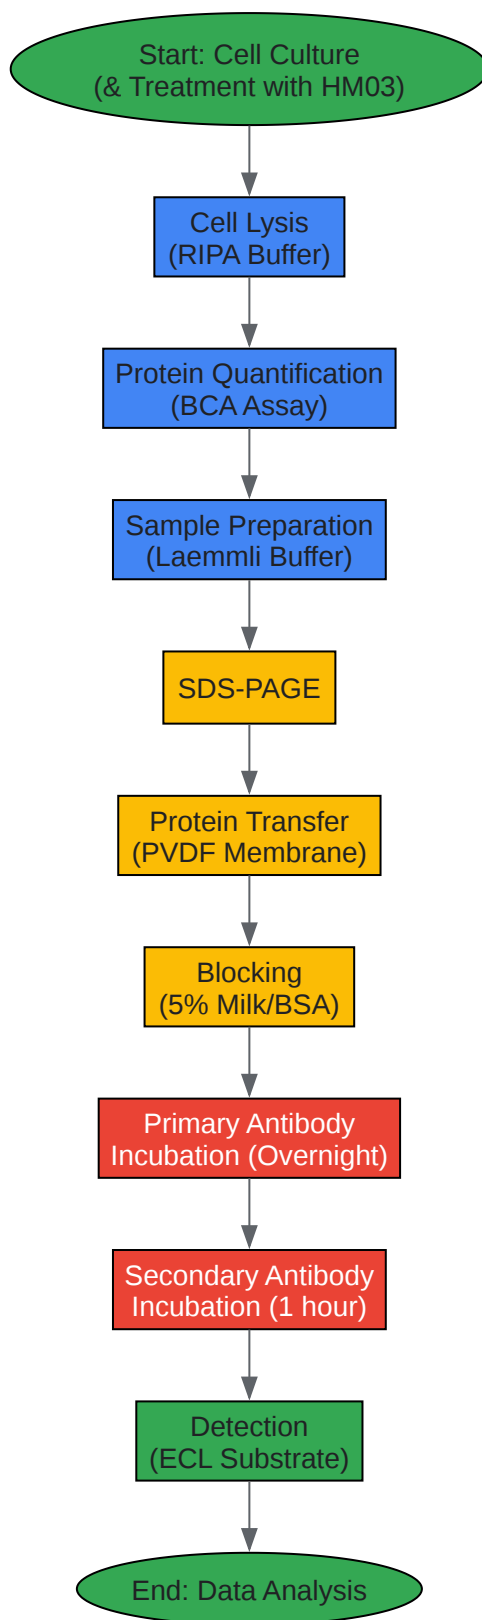 Start: Cell Culture
(& Treatment with HM03)
Cell Lysis
(RIPA Buffer)
Protein Quantification
(BCA Assay)
Sample Preparation
(Laemmli Buffer)
SDS-PAGE
Protein Transfer
(PVDF Membrane)
Blocking
(5% Milk/BSA)
Primary Antibody
Incubation (Overnight)
Secondary Antibody
Incubation (1 hour)
Detection
(ECL Substrate)
End: Data Analysis